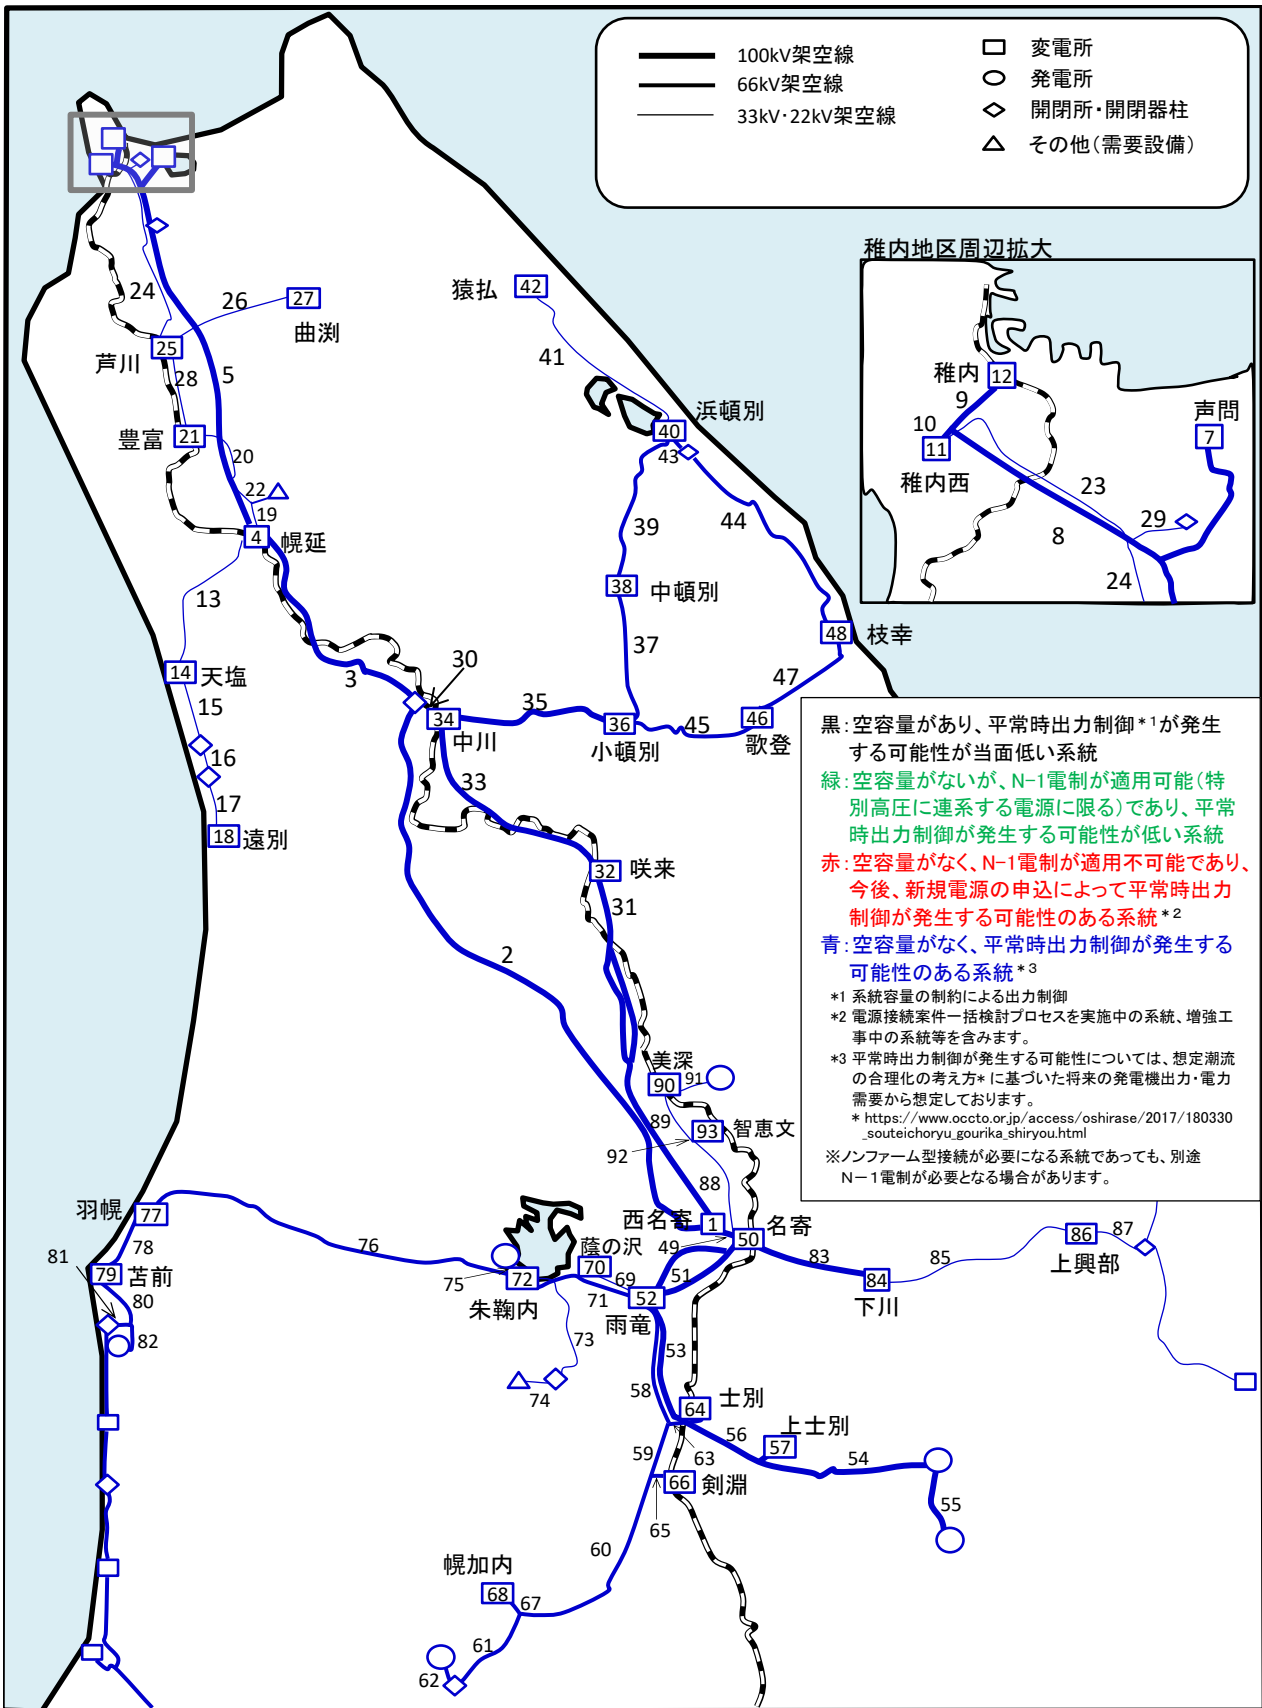 100kV架空線
66kV架空線
33kV・22kV架空線
変電所
発電所
開閉所・開閉器柱
その他(需要設備)
稚内地区周辺拡大
稚内
12
9
10
11
稚内西
声問
7
23
29
8
24
24
26
27
曲渕
25
芦川
28
5
21
豊富
20
22
19
4
幌延
13
14
天塩
15
16
17
18
遠別
猿払
42
41
浜頓別
40
43
39
44
38
中頓別
37
48
枝幸
47
30
3
34
中川
35
36
小頓別
45
46
歌登
33
32
咲来
31
2
黒:空容量があり、平常時出力制御*1が発生
する可能性が当面低い系統
緑:空容量がないが、N-1電制が適用可能(特
別高圧に連系する電源に限る)であり、平常
時出力制御が発生する可能性が低い系統
赤:空容量がなく、N-1電制が適用不可能であり、
今後、新規電源の申込によって平常時出力
制御が発生する可能性のある系統*2
青:空容量がなく、平常時出力制御が発生する
可能性のある系統*3
*1 系統容量の制約による出力制御
*2 電源接続案件一括検討プロセスを実施中の系統、増強工
事中の系統等を含みます。
*3 平常時出力制御が発生する可能性については、想定潮流
の合理化の考え方* に基づいた将来の発電機出力・電力
需要から想定しております。
* https://www.occto.or.jp/access/oshirase/2017/180330
_souteichoryu_gourika_shiryou.html
※ノンファーム型接続が必要になる系統であっても、別途
N-1電制が必要となる場合があります。
美深
90
91
89
93
智恵文
92
88
西名寄
1
名寄
50
49
51
83
84
下川
85
86
上興部
87
羽幌
77
78
81
79
苫前
80
82
76
75
72
朱鞠内
蔭の沢
70
69
71
52
雨竜
73
74
53
58
64
士別
56
上士別
57
54
55
63
59
66
剣淵
65
60
幌加内
68
67
61
62